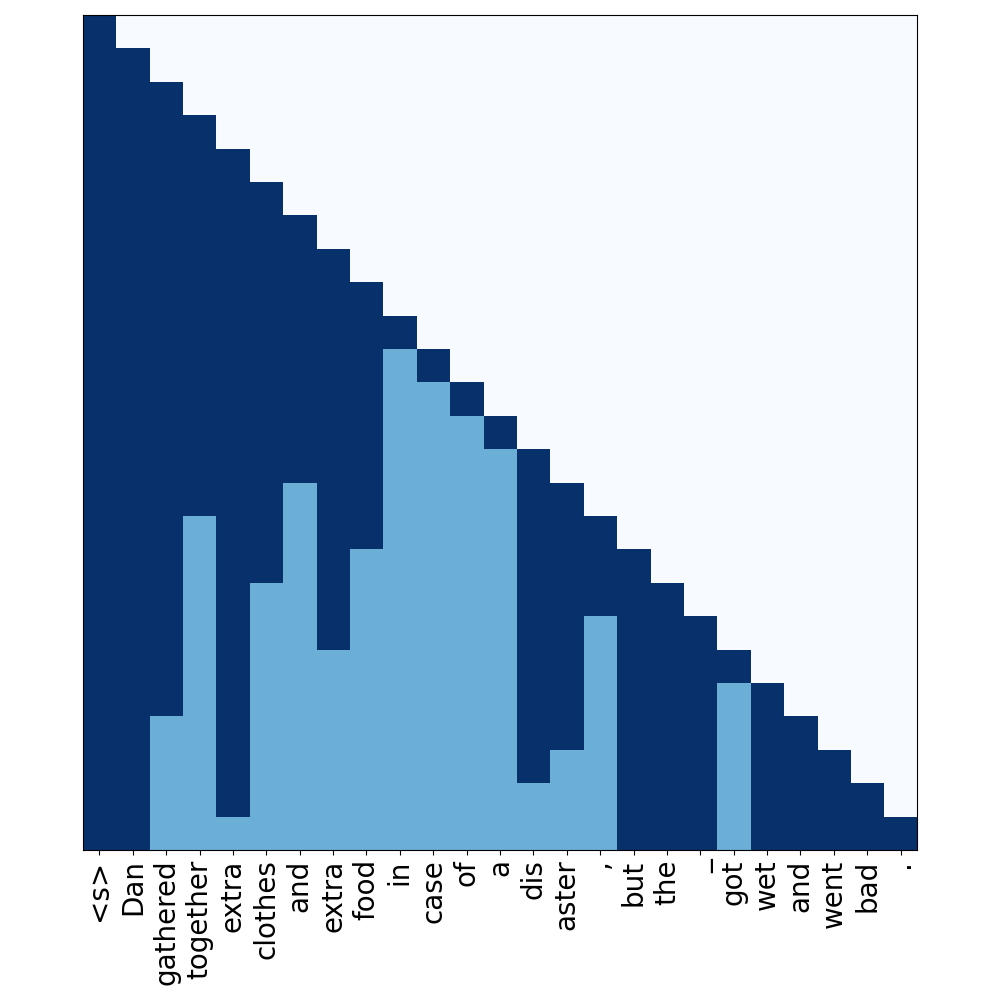 <s> Dan gathered together extra clothes and extra food in case of a dis aster , but the _ got wet and went bad .